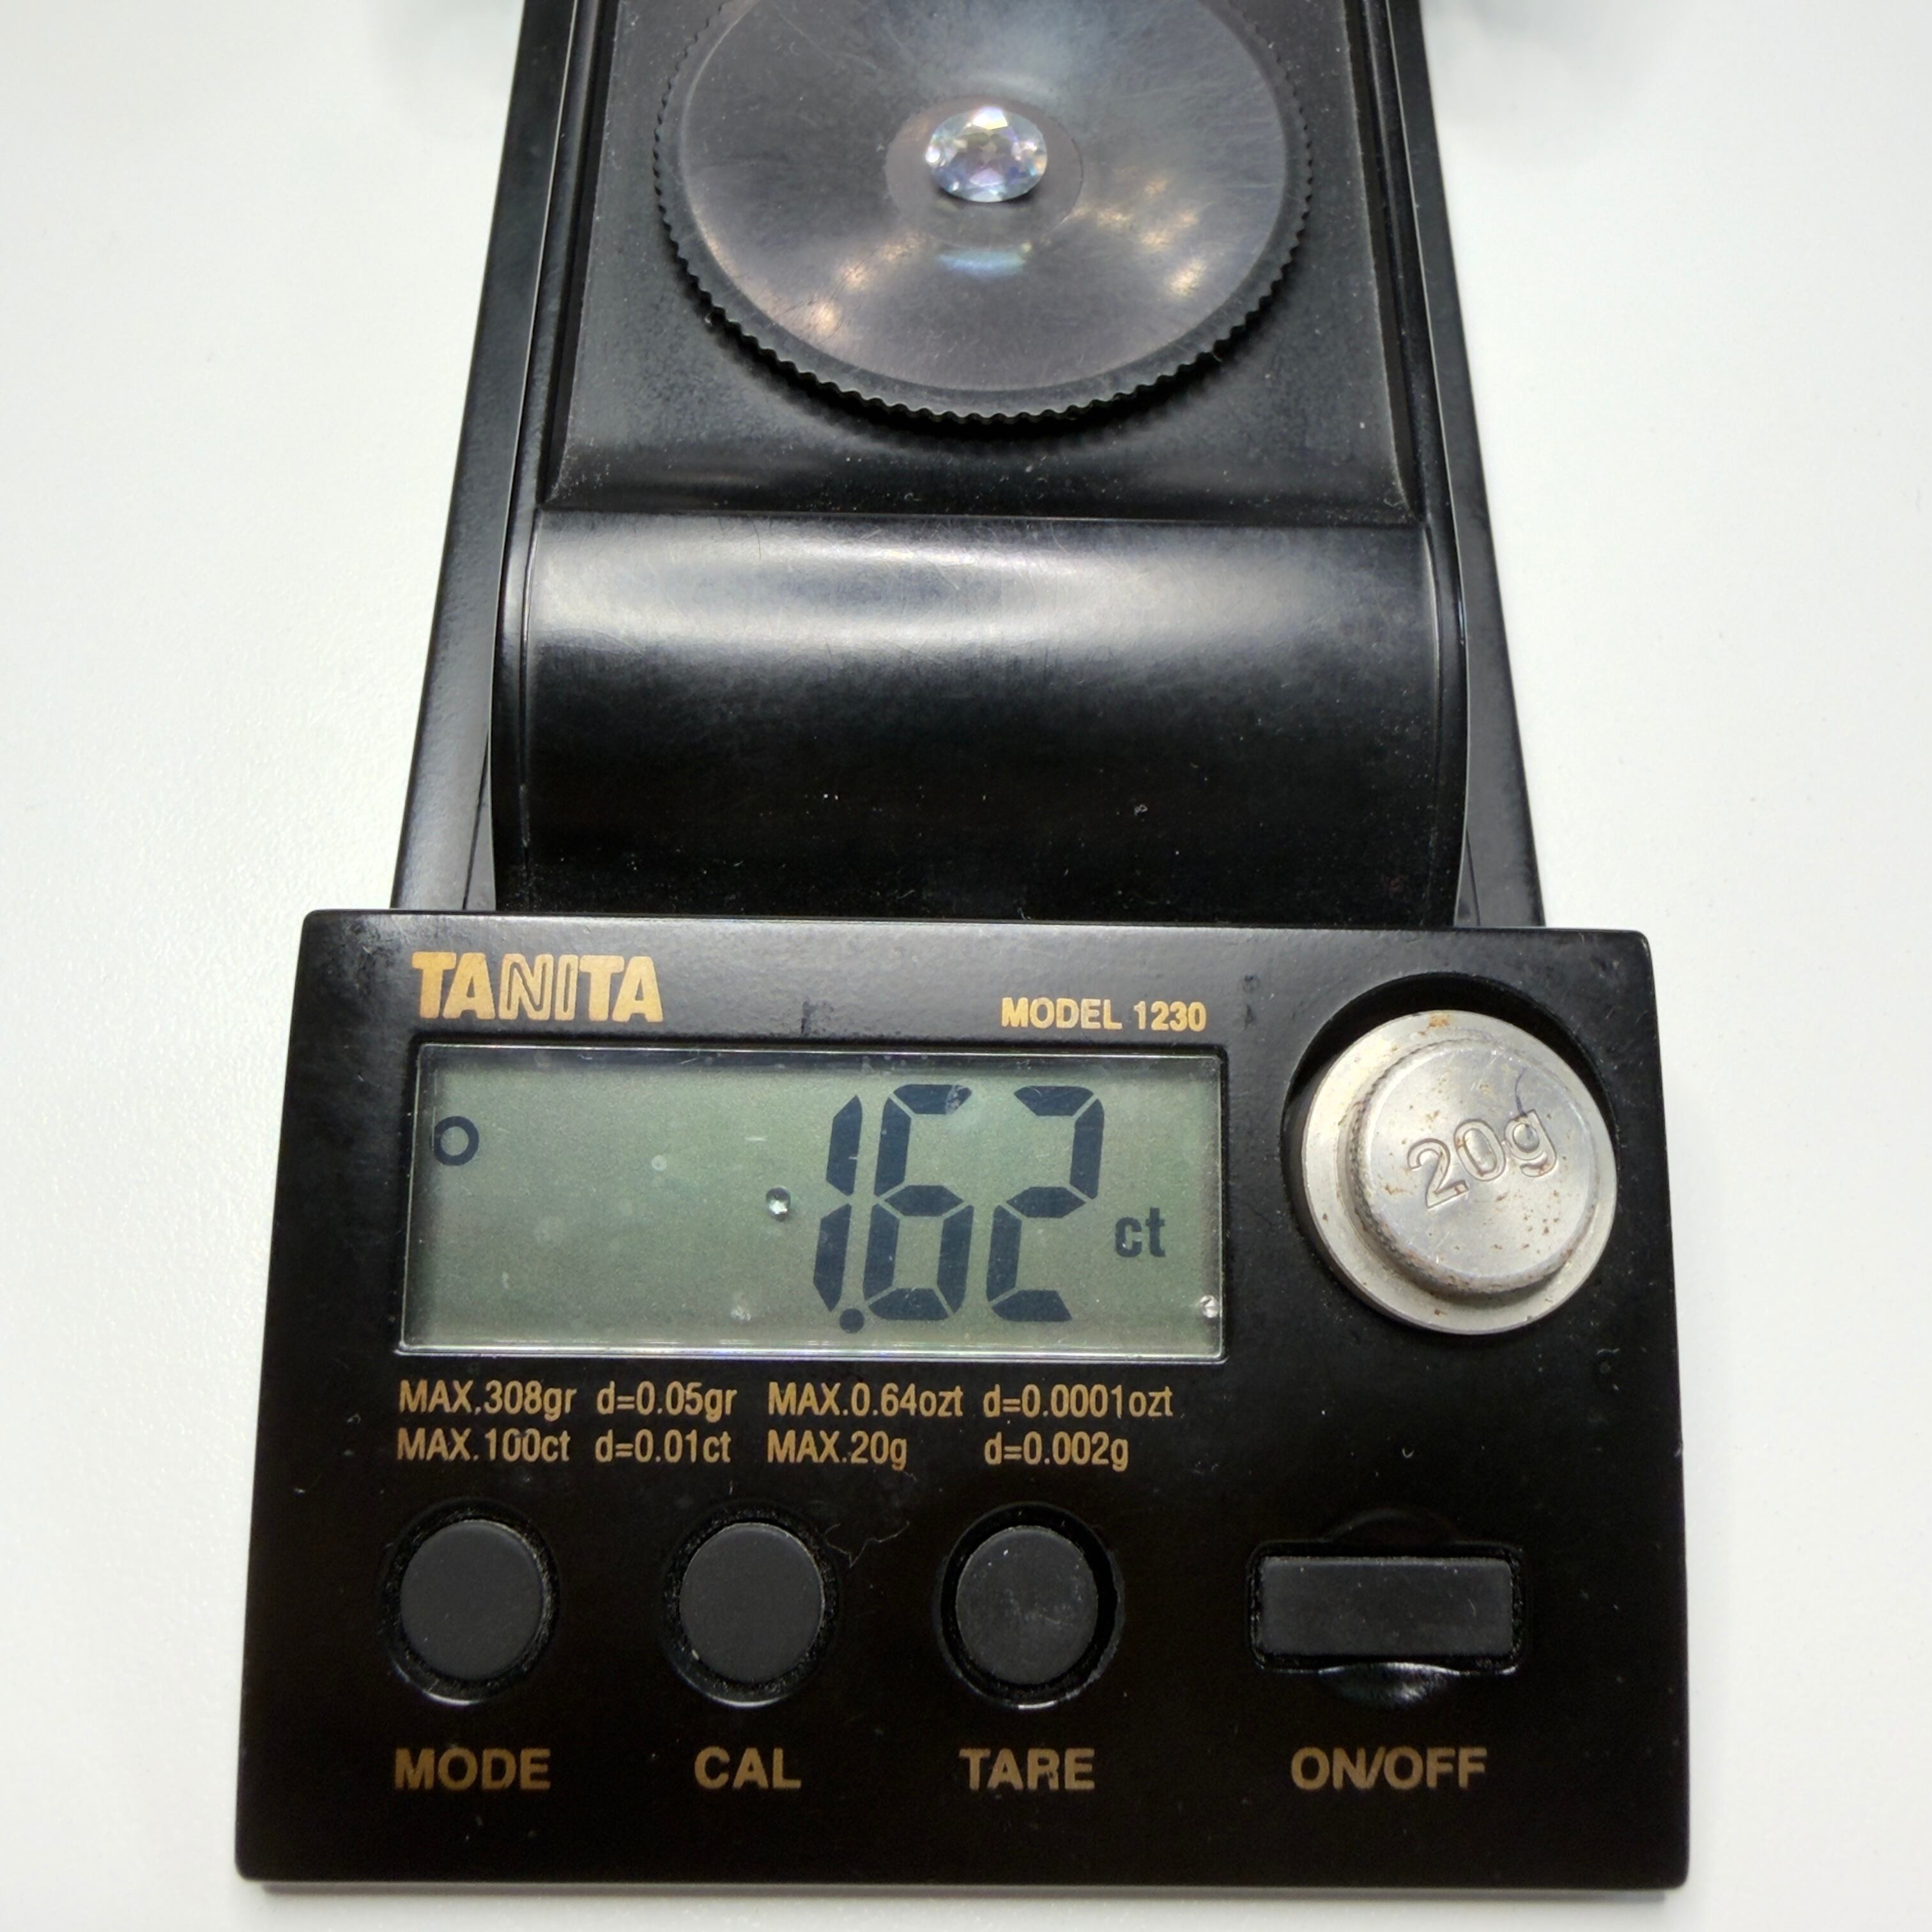 TANITA
MODEL 1230
1.62 ct
20g
MAX.308gr d=0.05gr MAX.0.64ozt d=0.0001ozt
MAX.100ct d=0.01ct MAX.20g d=0.002g
MODE CAL TARE ON/OFF